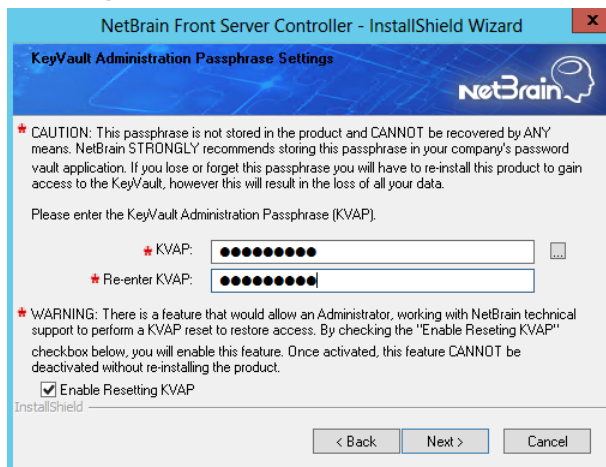 NetBrain Front Server Controller - InstallShield Wizard
x
KeyVault Administration Passphrase Settings
NetBrain
* CAUTION: This passphrase is not stored in the product and CANNOT be recovered by ANY
means. NetBrain STRONGLY recommends storing this passphrase in your company's password
vault application. If you lose or forget this passphrase you will have to re-install this product to gain
access to the KeyVault, however this will result in the loss of all your data.
Please enter the KeyVault Administration Passphrase (KVAP).
* KVAP: ●●●●●●●●● ...
* Re-enter KVAP: ●●●●●●●●●
* WARNING: There is a feature that would allow an Administrator, working with NetBrain technical
support to perform a KVAP reset to restore access. By checking the "Enable Reseting KVAP"
checkbox below, you will enable this feature. Once activated, this feature CANNOT be
deactivated without re-installing the product.
Enable Resetting KVAP
InstallShield
< Back Next > Cancel